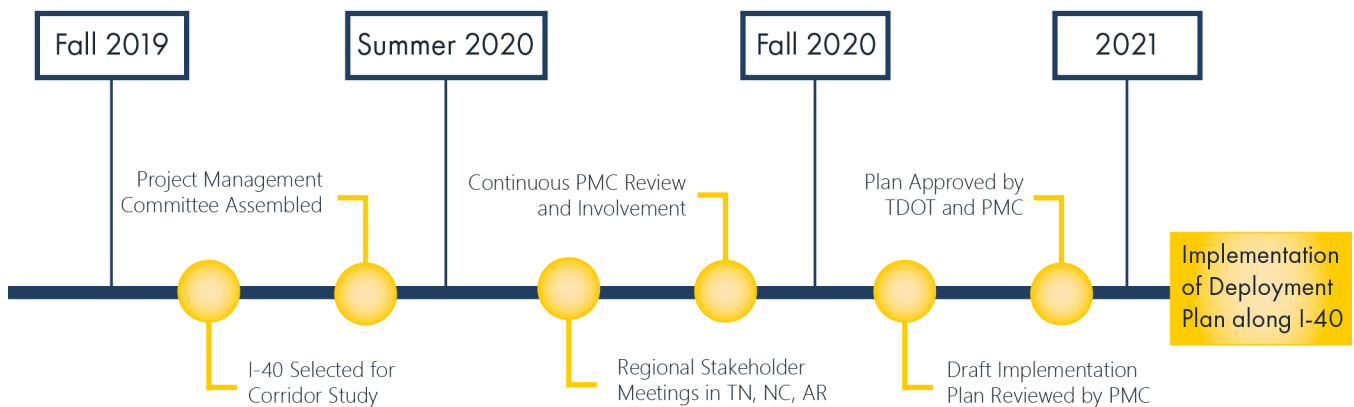 Fall 2019
Summer 2020
Fall 2020
2021
Project Management
Committee Assembled
Continuous PMC Review
and Involvement
Plan Approved by
TDOT and PMC
Implementation
of Deployment
Plan along I-40
I-40 Selected for
Corridor Study
Regional Stakeholder
Meetings in TN, NC, AR
Draft Implementation
Plan Reviewed by PMC